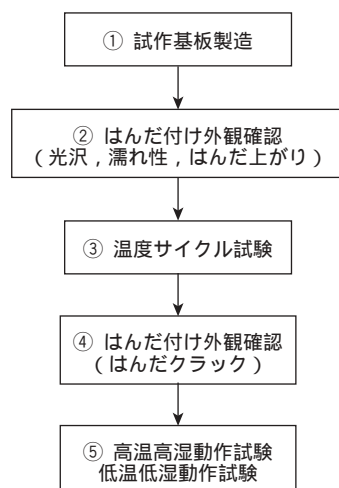 ① 試作基板製造
② はんだ付け外観確認
（光沢，濡れ性，はんだ上がり）
③ 温度サイクル試験
④ はんだ付け外観確認
（はんだクラック）
⑤ 高温高湿動作試験
低温低湿動作試験